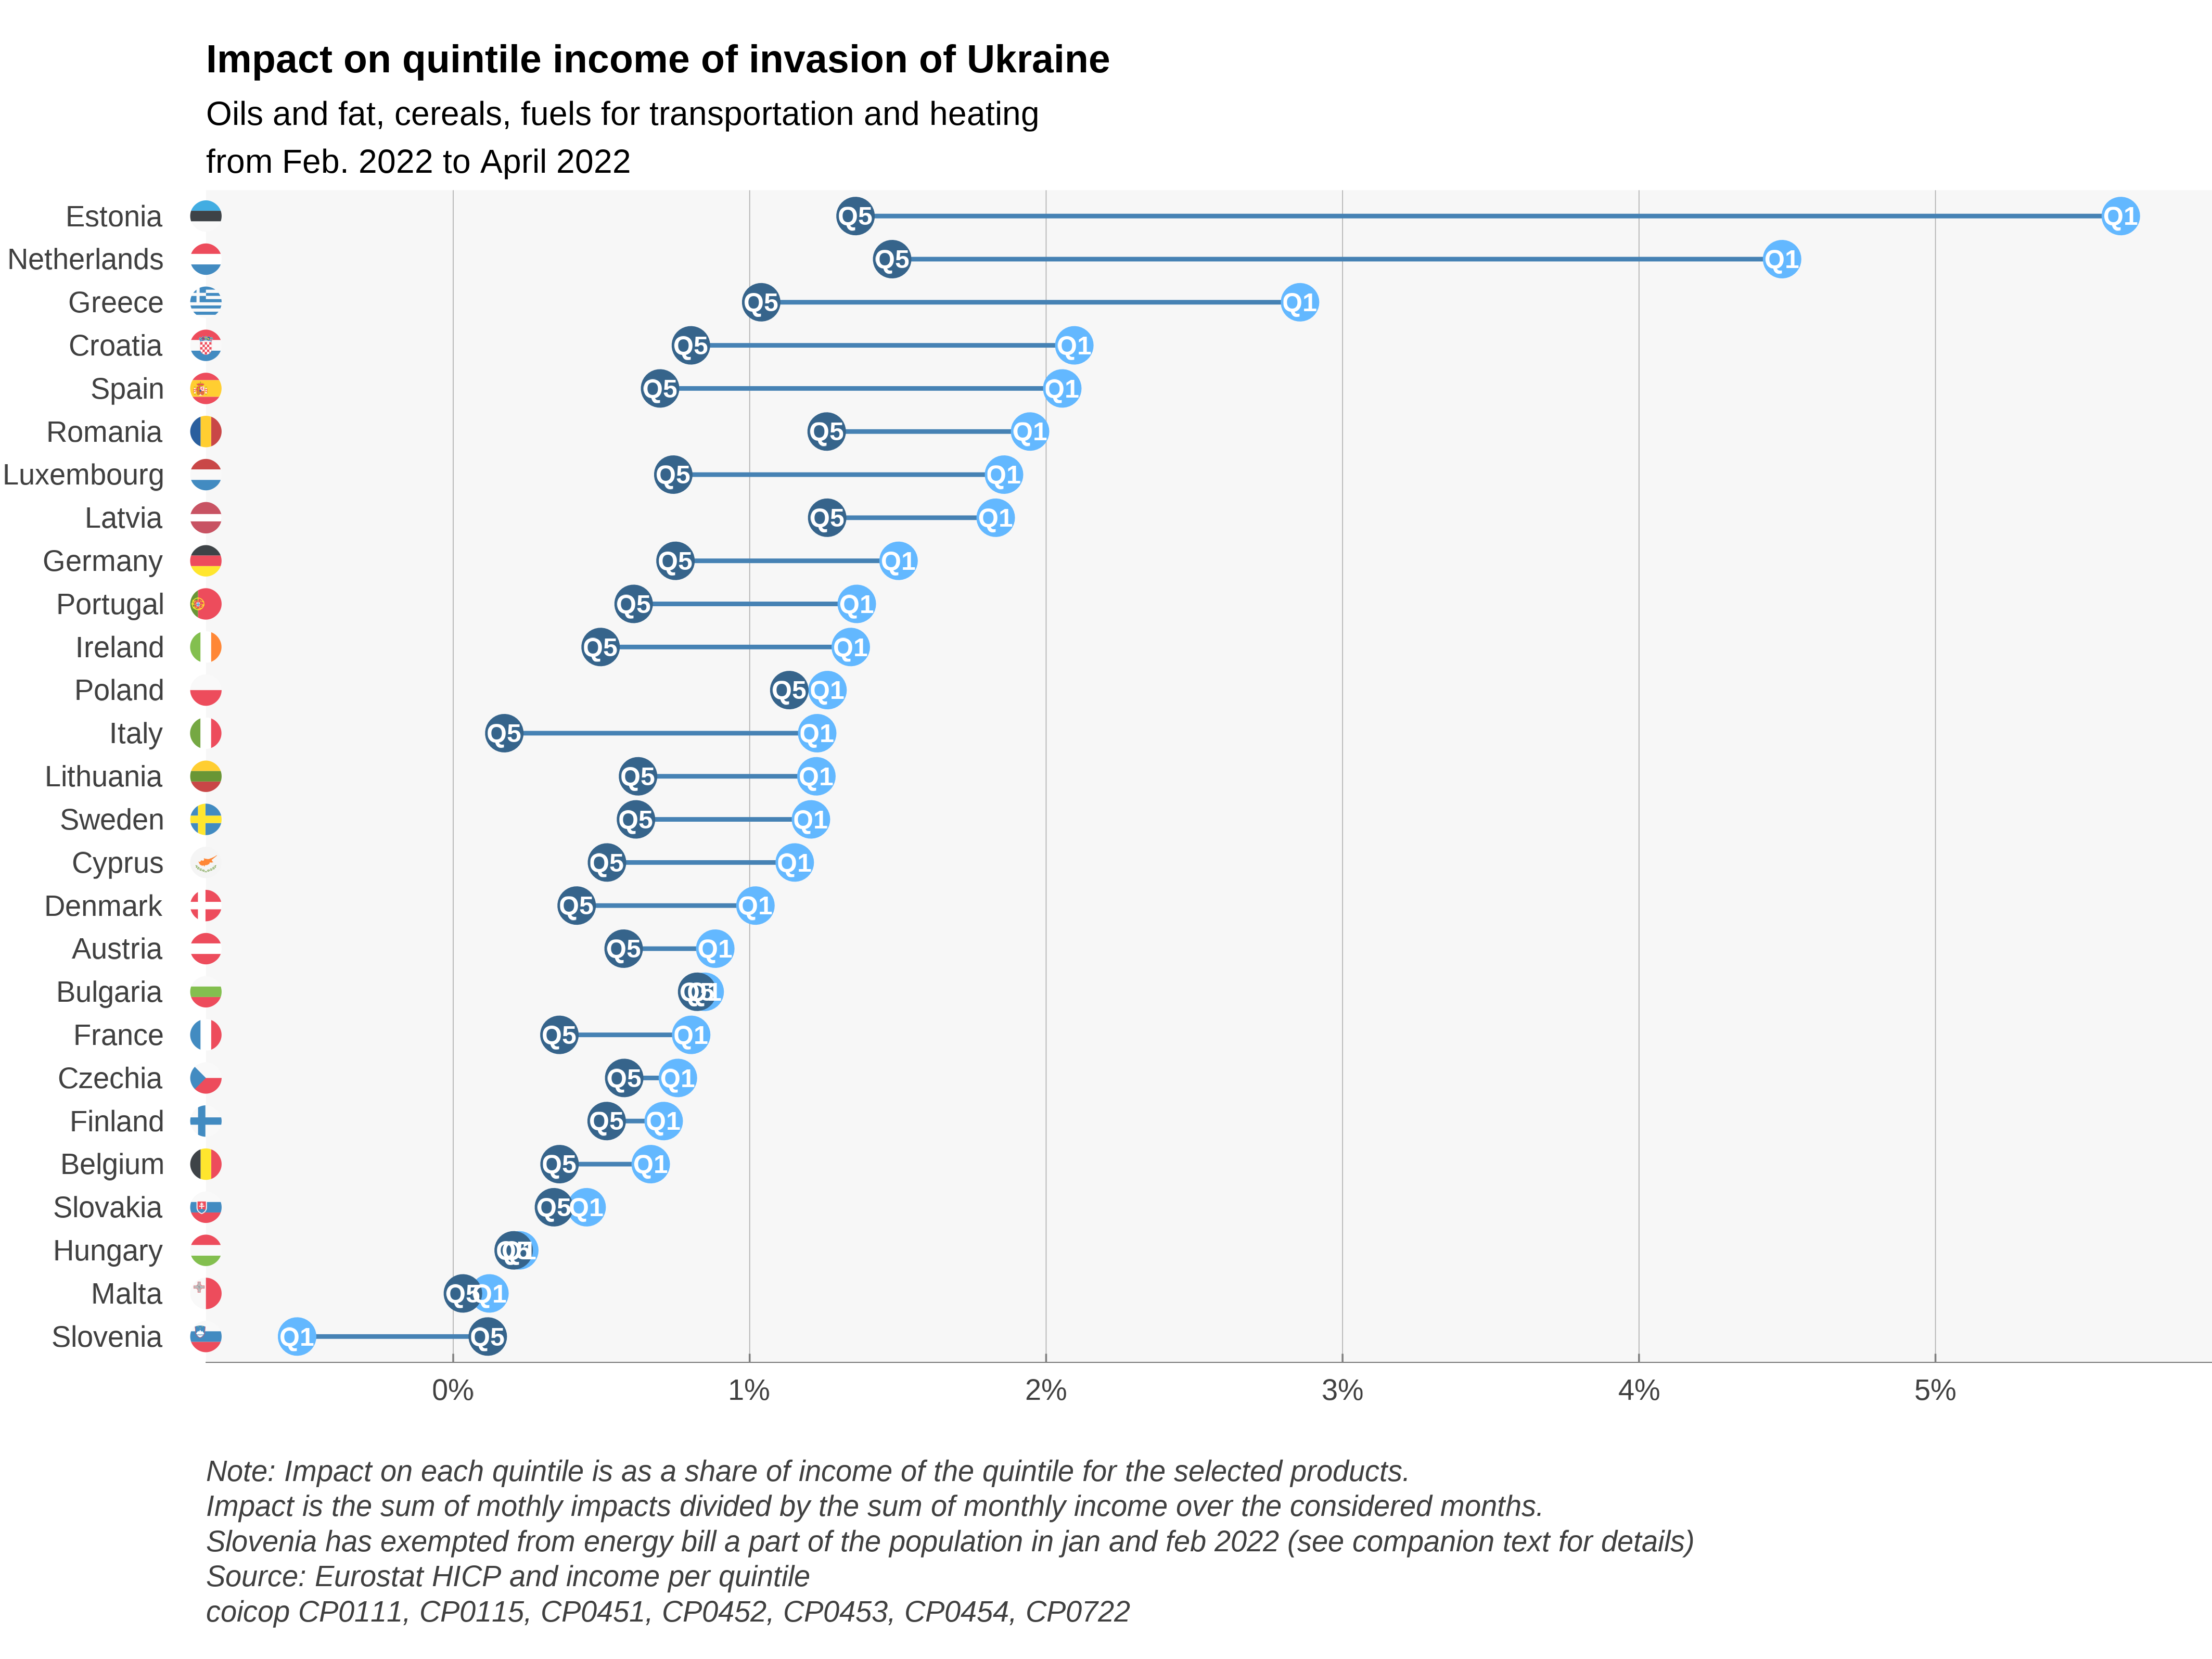 Impact on quintile income of invasion of Ukraine
Oils and fat, cereals, fuels for transportation and heating
from Feb. 2022 to April 2022
Estonia Q5 Q1
Netherlands Q5 Q1
Greece Q5 Q1
Croatia Q5 Q1
Spain Q5 Q1
Romania Q5 Q1
Luxembourg Q5 Q1
Latvia Q5 Q1
Germany Q5 Q1
Portugal Q5 Q1
Ireland Q5 Q1
Poland Q5 Q1
Italy Q5 Q1
Lithuania Q5 Q1
Sweden Q5 Q1
Cyprus Q5 Q1
Denmark Q5 Q1
Austria Q5 Q1
Bulgaria Q5 Q1
France Q5 Q1
Czechia Q5 Q1
Finland Q5 Q1
Belgium Q5 Q1
Slovakia Q5 Q1
Hungary Q5 Q1
Malta Q5 Q1
Slovenia Q1 Q5
0% 1% 2% 3% 4% 5%
Note: Impact on each quintile is as a share of income of the quintile for the selected products.
Impact is the sum of mothly impacts divided by the sum of monthly income over the considered months.
Slovenia has exempted from energy bill a part of the population in jan and feb 2022 (see companion text for details)
Source: Eurostat HICP and income per quintile
coicop CP0111, CP0115, CP0451, CP0452, CP0453, CP0454, CP0722